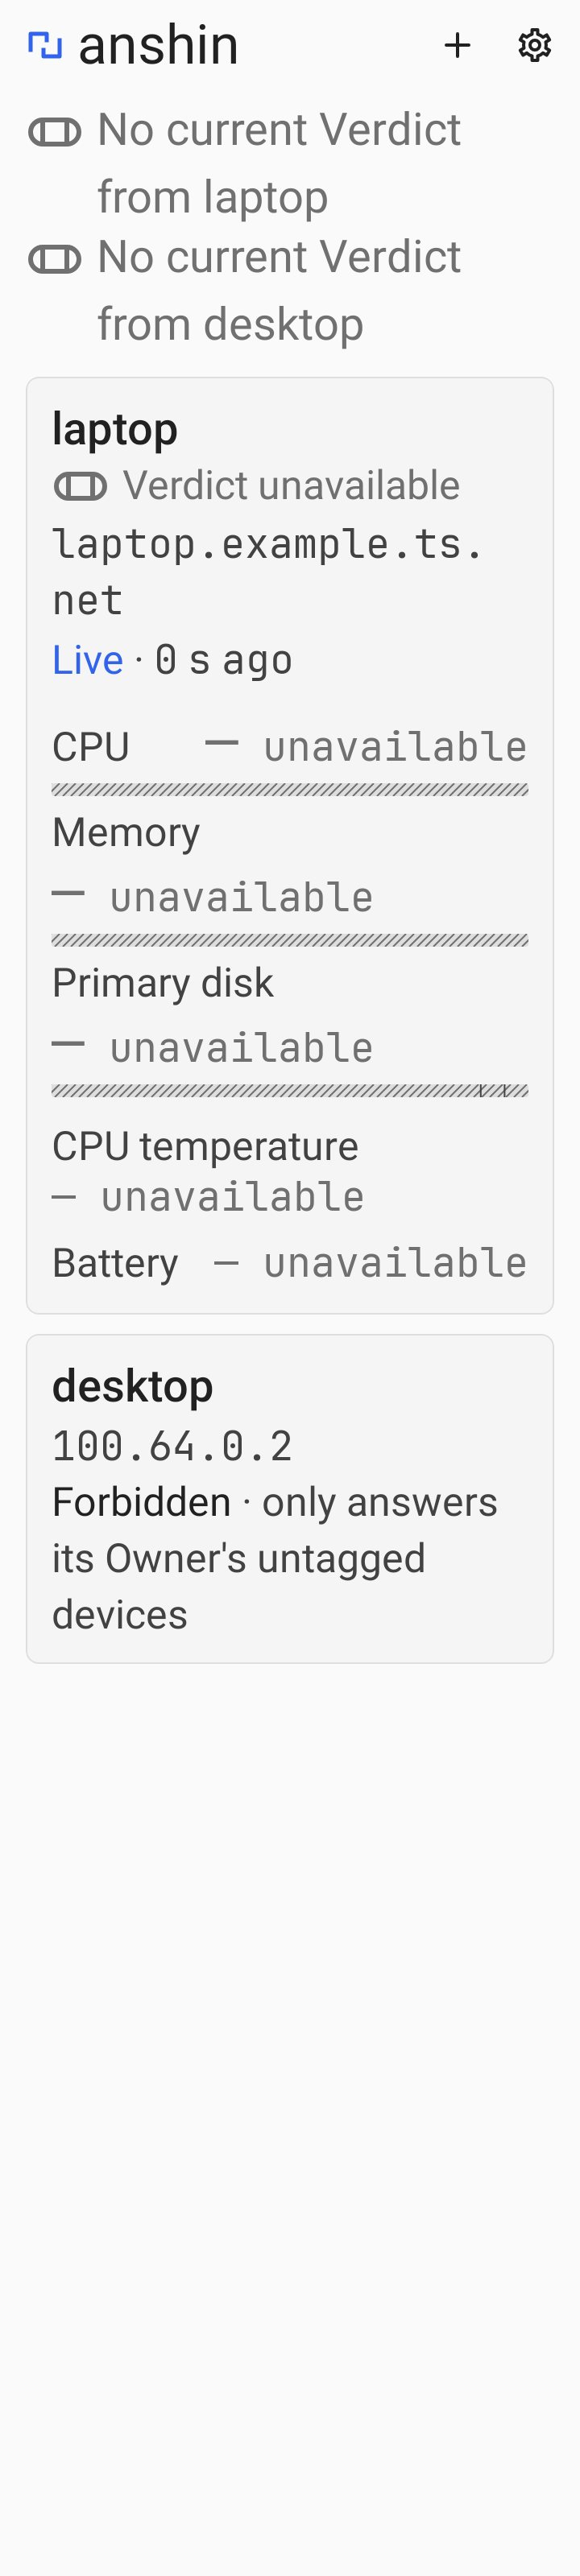 anshin
No current Verdict
from laptop
No current Verdict
from desktop
laptop
Verdict unavailable
laptop.example.ts.
net
Live · 0 s ago
CPU — unavailable
Memory
— unavailable
Primary disk
— unavailable
CPU temperature
— unavailable
Battery — unavailable
desktop
100.64.0.2
Forbidden · only answers
its Owner's untagged
devices